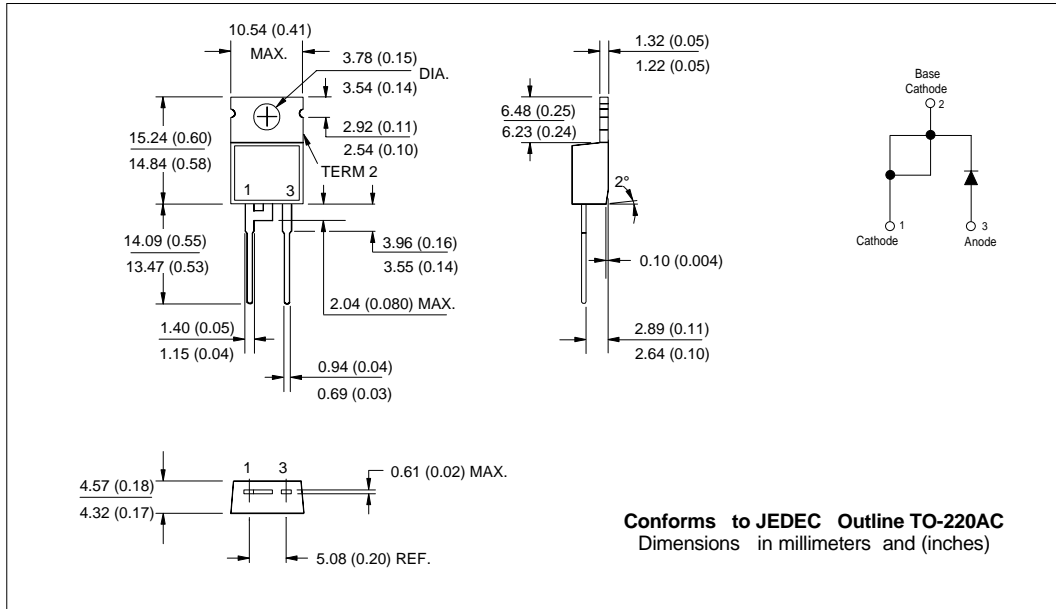 10.54 (0.41)
MAX.
3.78 (0.15)
3.54 (0.14)
DIA.
15.24 (0.60)
14.84 (0.58)
2.92 (0.11)
2.54 (0.10)
TERM 2
1
3
14.09 (0.55)
13.47 (0.53)
3.96 (0.16)
3.55 (0.14)
2.04 (0.080) MAX.
1.40 (0.05)
1.15 (0.04)
0.94 (0.04)
0.69 (0.03)
1.32 (0.05)
1.22 (0.05)
6.48 (0.25)
6.23 (0.24)
2°
0.10 (0.004)
2.89 (0.11)
2.64 (0.10)
Base
Cathode
2
1
Cathode
3
Anode
1
3
4.57 (0.18)
4.32 (0.17)
0.61 (0.02) MAX.
5.08 (0.20) REF.
Conforms to JEDEC Outline TO-220AC
Dimensions in millimeters and (inches)